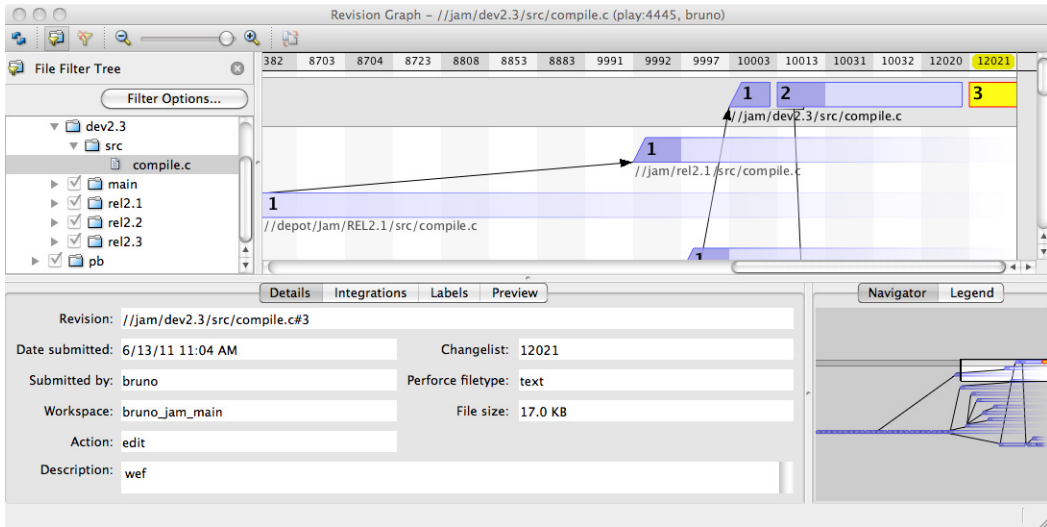 Revision Graph – //jam/dev2.3/src/compile.c (play:4445, bruno)
File Filter Tree
Filter Options...
dev2.3
src
compile.c
main
rel2.1
rel2.2
rel2.3
pb
382 8703 8704 8723 8808 8853 8883 9991 9992 9997 10003 10013 10031 10032 12020 12021
1 2 3
//jam/dev2.3/src/compile.c
1
//jam/rel2.1/src/compile.c
1
//depot/Jam/REL2.1/src/compile.c
1
Details Integrations Labels Preview
Revision: //jam/dev2.3/src/compile.c#3
Date submitted: 6/13/11 11:04 AM Changelist: 12021
Submitted by: bruno Perforce filetype: text
Workspace: bruno_jam_main File size: 17.0 KB
Action: edit
Description: wef
Navigator Legend